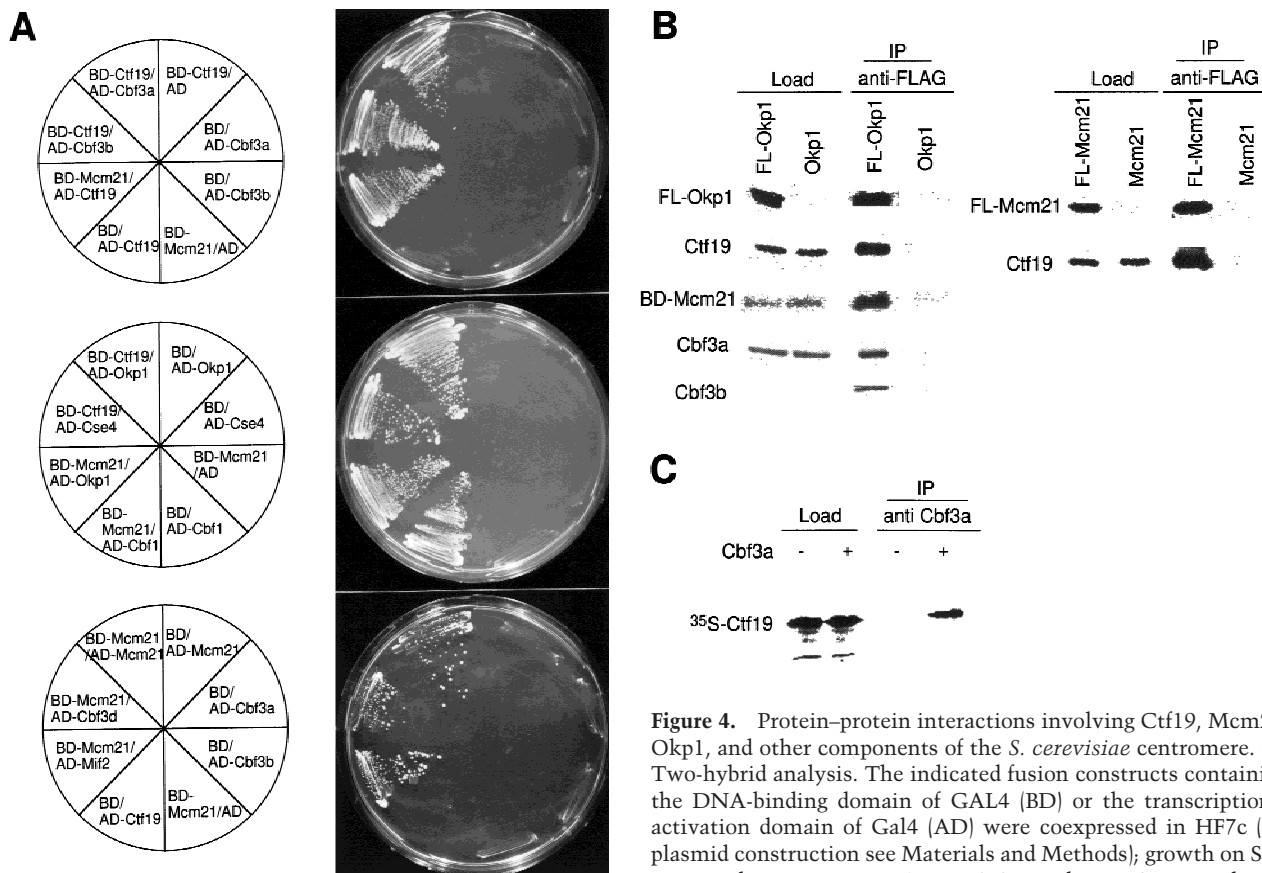 A
BD-Ctf19/
AD-Cbf3a
BD-Ctf19/
AD
BD-Ctf19/
AD-Cbf3b
BD/
AD-Cbf3a
BD-Mcm21/
AD-Ctf19
BD/
AD-Cbf3b
BD/
AD-Ctf19
BD-
Mcm21/AD
BD-Ctf19/
AD-Okp1
BD/
AD-Okp1
BD-Ctf19/
AD-Cse4
BD/
AD-Cse4
BD-Mcm21/
AD-Okp1
BD-Mcm21
/AD
BD-
Mcm21/
AD-Cbf1
BD/
AD-Cbf1
BD-Mcm21
/AD-Mcm21
BD/
AD-Mcm21
BD-Mcm21/
AD-Cbf3d
BD/
AD-Cbf3a
BD-Mcm21/
AD-Mif2
BD/
AD-Cbf3b
BD/
AD-Ctf19
BD-
Mcm21/AD
B
IP
Load
anti-FLAG
FL-Okp1
Okp1
FL-Okp1
Okp1
FL-Okp1
Ctf19
BD-Mcm21
Cbf3a
Cbf3b
IP
Load
anti-FLAG
FL-Mcm21
Mcm21
FL-Mcm21
Mcm21
FL-Mcm21
Ctf19
C
IP
Load
anti Cbf3a
Cbf3a - + - +
35S-Ctf19
Figure 4. Protein–protein interactions involving Ctf19,
Okp1, and other components of the S. cerevisiae centromere.
Two-hybrid analysis. The indicated fusion constructs
the DNA-binding domain of GAL4 (BD) or the
activation domain of Gal4 (AD) were coexpressed in HF7c
plasmid construction see Materials and Methods); growth on